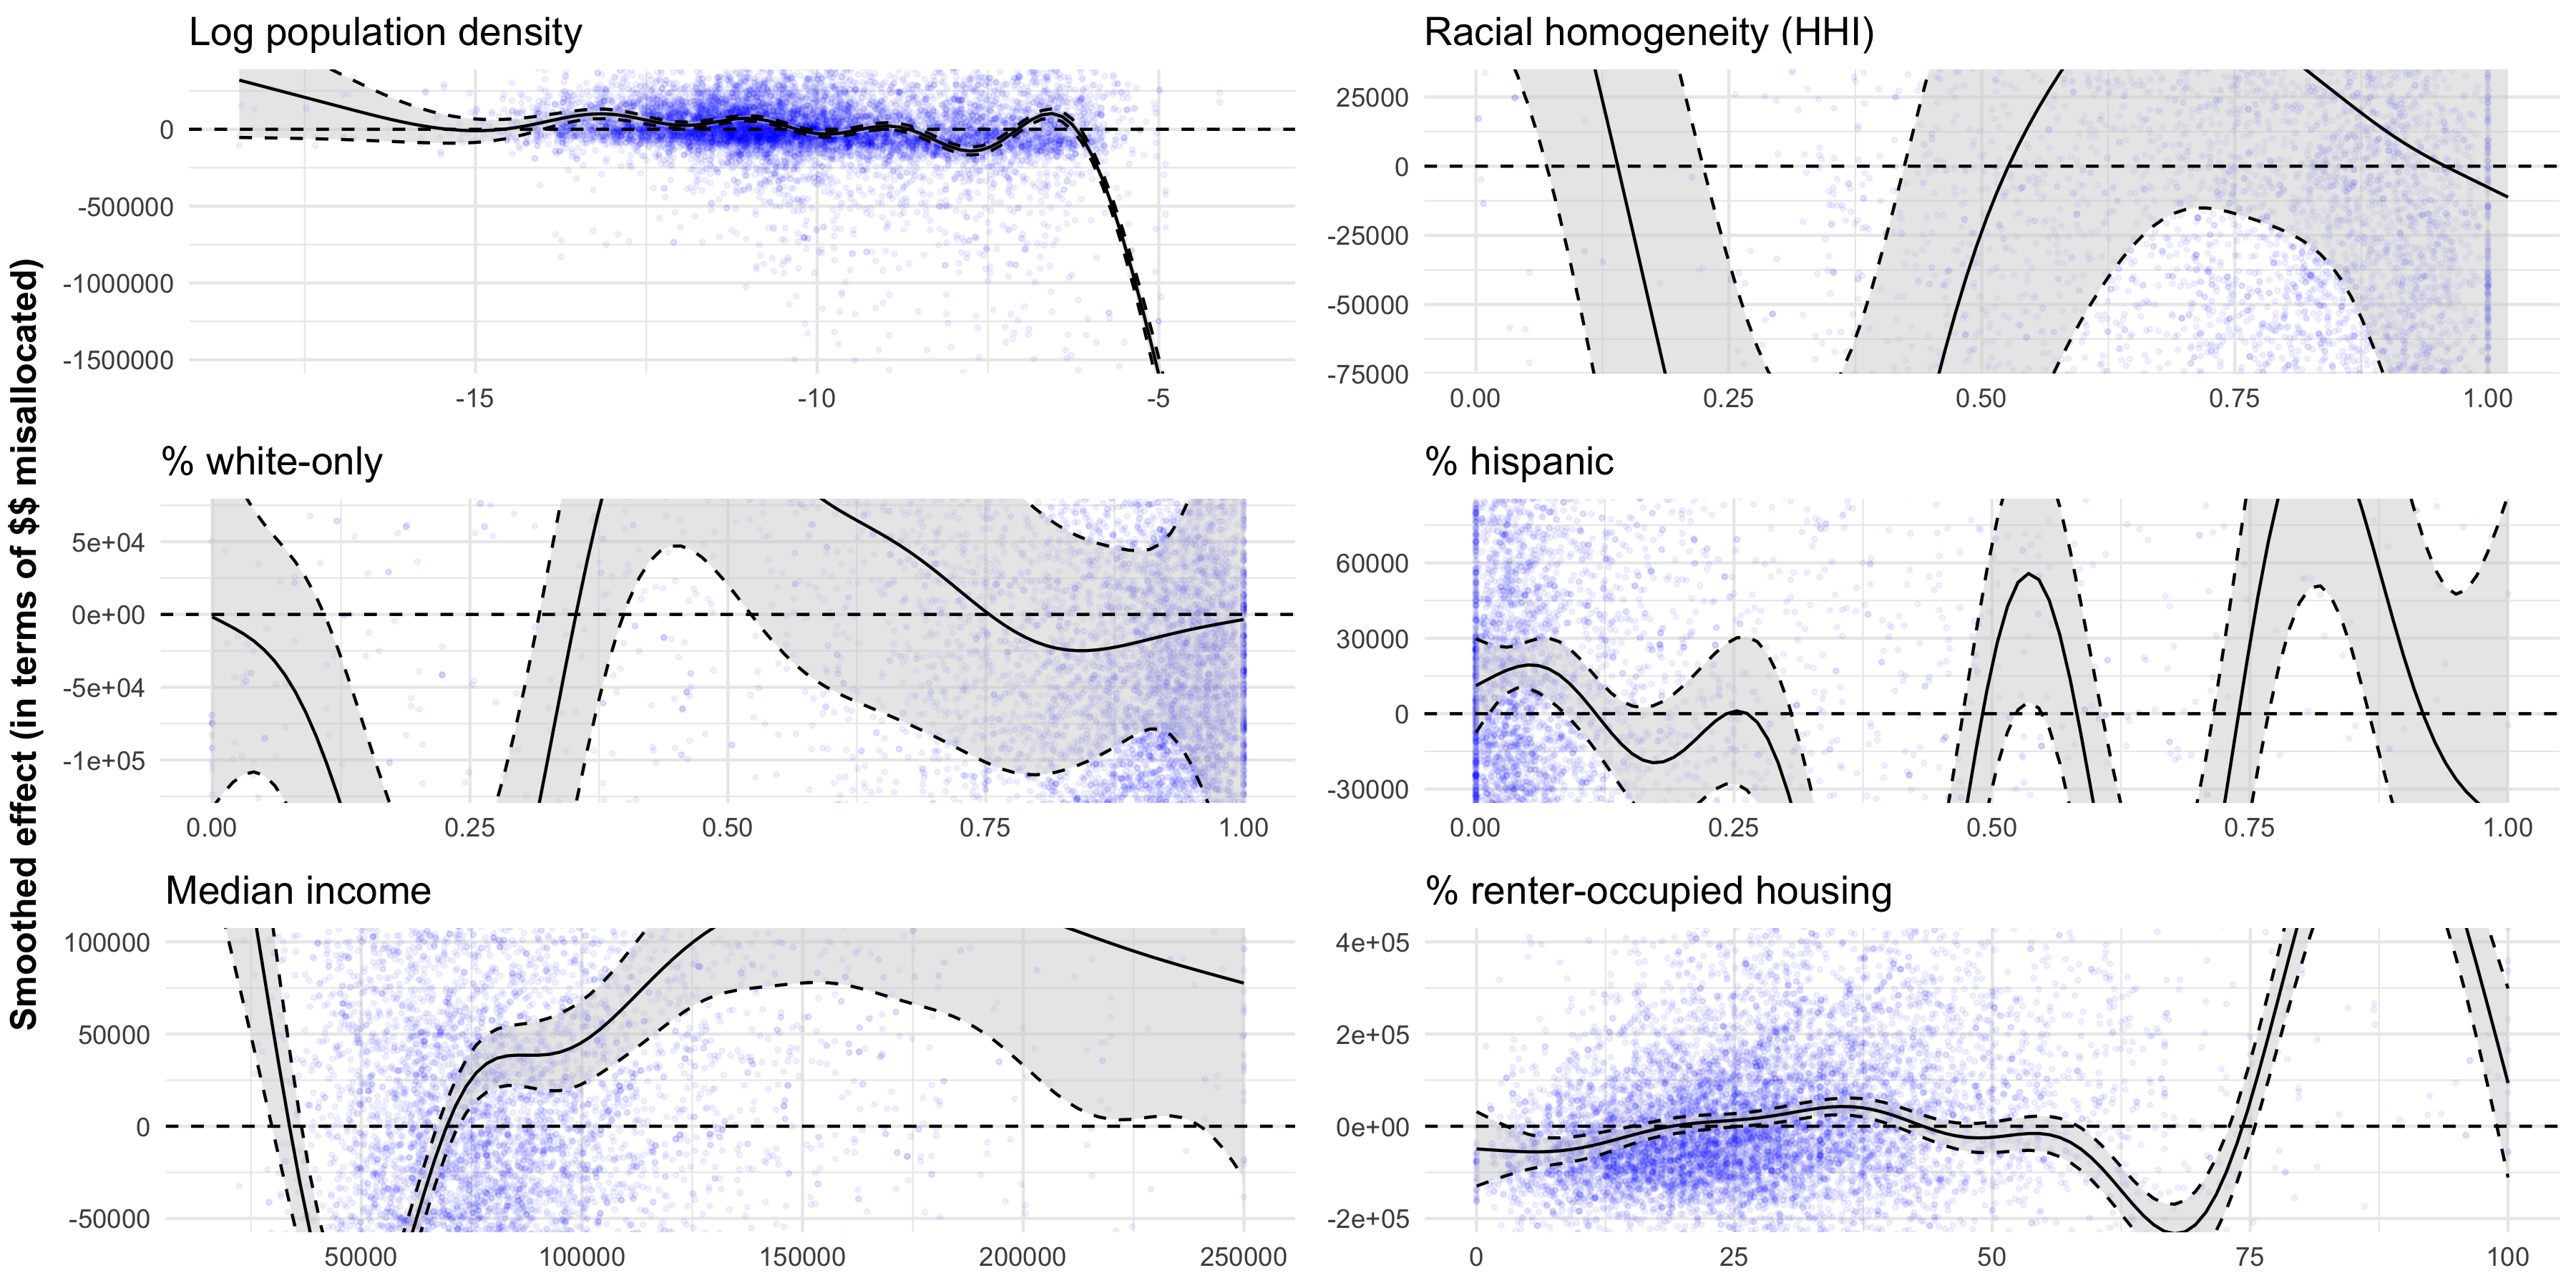 Smoothed effect (in terms of $$ misallocated)
Log population density
0
-500000
-1000000
-1500000
-15 -10 -5
Racial homogeneity (HHI)
25000
0
-25000
-50000
-75000
0.00 0.25 0.50 0.75 1.00
% white-only
5e+04
0e+00
-5e+04
-1e+05
0.00 0.25 0.50 0.75 1.00
% hispanic
60000
30000
0
-30000
0.00 0.25 0.50 0.75 1.00
Median income
100000
50000
0
-50000
50000 100000 150000 200000 250000
% renter-occupied housing
4e+05
2e+05
0e+00
-2e+05
0 25 50 75 100